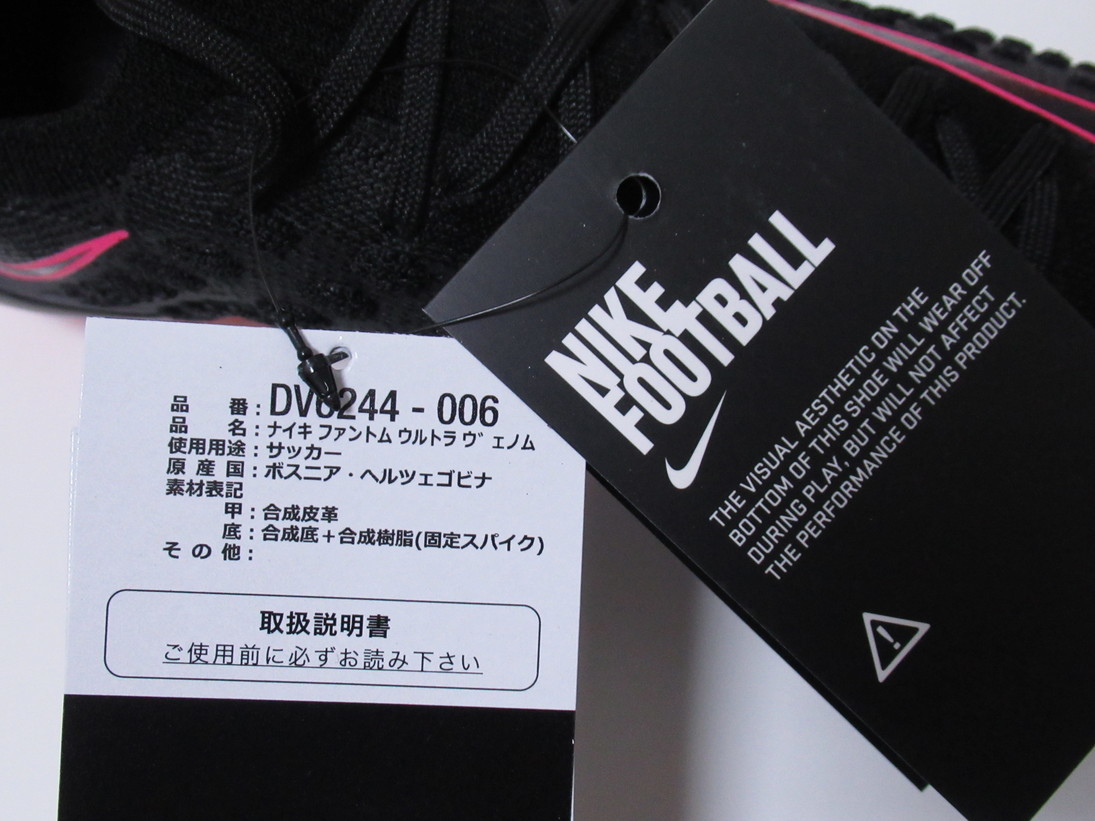 品 番：DV6244-006
品 名：ナイキ ファントム ウルトラ ヴェノム
使用用途：サッカー
原産国：ボスニア・ヘルツェゴビナ
素材表記
甲：合成皮革
底：合成底＋合成樹脂(固定スパイク)
その他：
取扱説明書
ご使用前に必ずお読み下さい
NIKE
FOOTBALL
THE VISUAL AESTHETIC ON THE
BOTTOM OF THIS SHOE WILL WEAR OFF
DURING PLAY, BUT WILL NOT AFFECT
THE PERFORMANCE OF THIS PRODUCT.